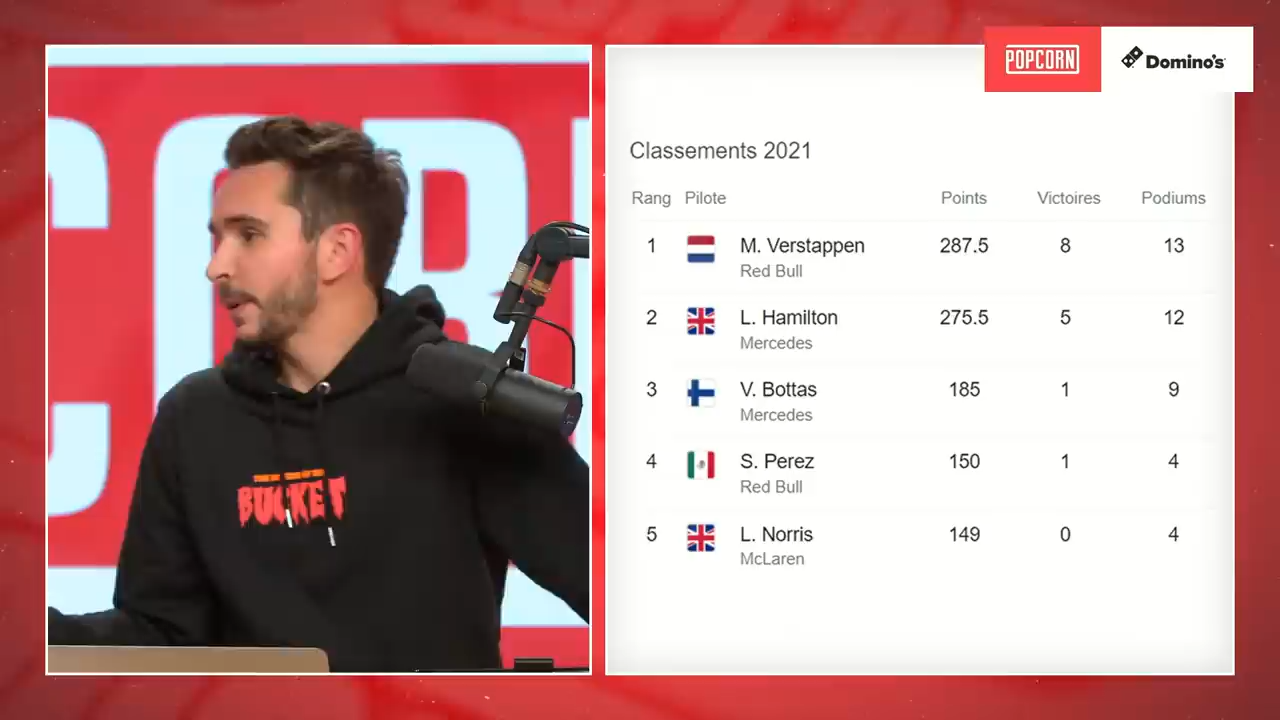 POPCORN
Domino's
CORN
BUCKET
Classements 2021
Rang Pilote Points Victoires Podiums
1 M. Verstappen 287.5 8 13
Red Bull
2 L. Hamilton 275.5 5 12
Mercedes
3 V. Bottas 185 1 9
Mercedes
4 S. Perez 150 1 4
Red Bull
5 L. Norris 149 0 4
McLaren